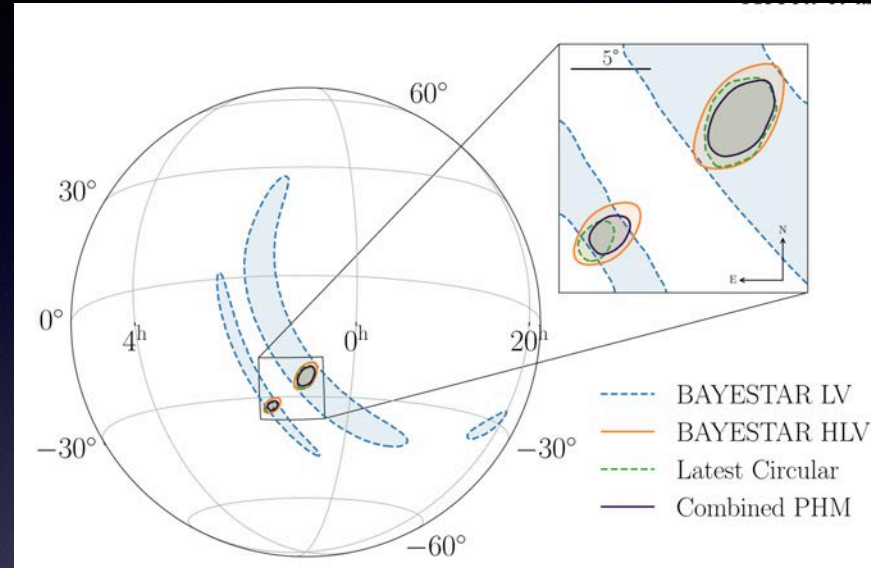 5°
60°
30°
N
E
0°
4h
0h
20h
−30°
−30°
−60°
BAYESTAR LV
BAYESTAR HLV
Latest Circular
Combined PHM